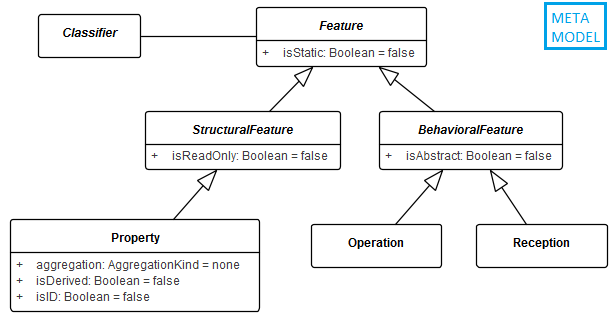 Classifier
Feature
+ isStatic: Boolean = false
META
MODEL
StructuralFeature
+ isReadOnly: Boolean = false
BehavioralFeature
+ isAbstract: Boolean = false
Property
+ aggregation: AggregationKind = none
+ isDerived: Boolean = false
+ isID: Boolean = false
Operation
Reception